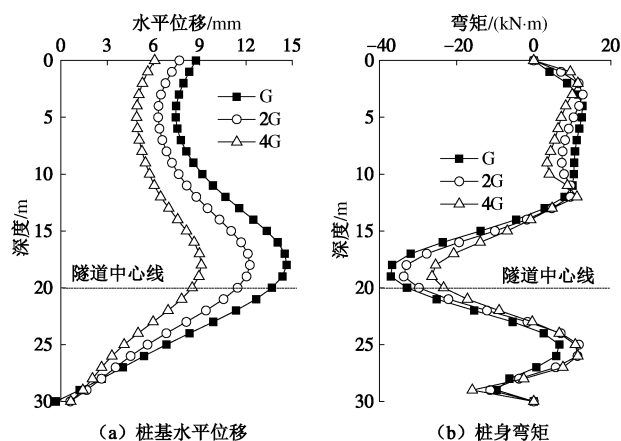 水平位移/mm
0 3 6 9 12 15
0
5
10
15
20
25
30
深度/m
G
2G
4G
隧道中心线
（a）桩基水平位移
弯矩/(kN·m)
−40 −20 0 20
0
5
10
15
20
25
30
深度/m
G
2G
4G
隧道中心线
（b）桩身弯矩